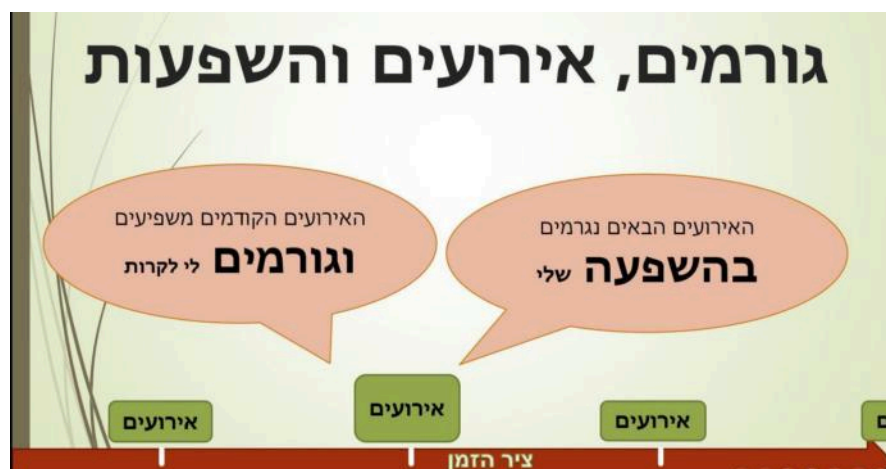 גורמים, אירועים והשפעות
האירועים הבאים נגרמים
בהשפעה שלי
האירועים הקודמים משפיעים
וגורמים לי לקרות
אירועים
אירועים
אירועים
ציר הזמן